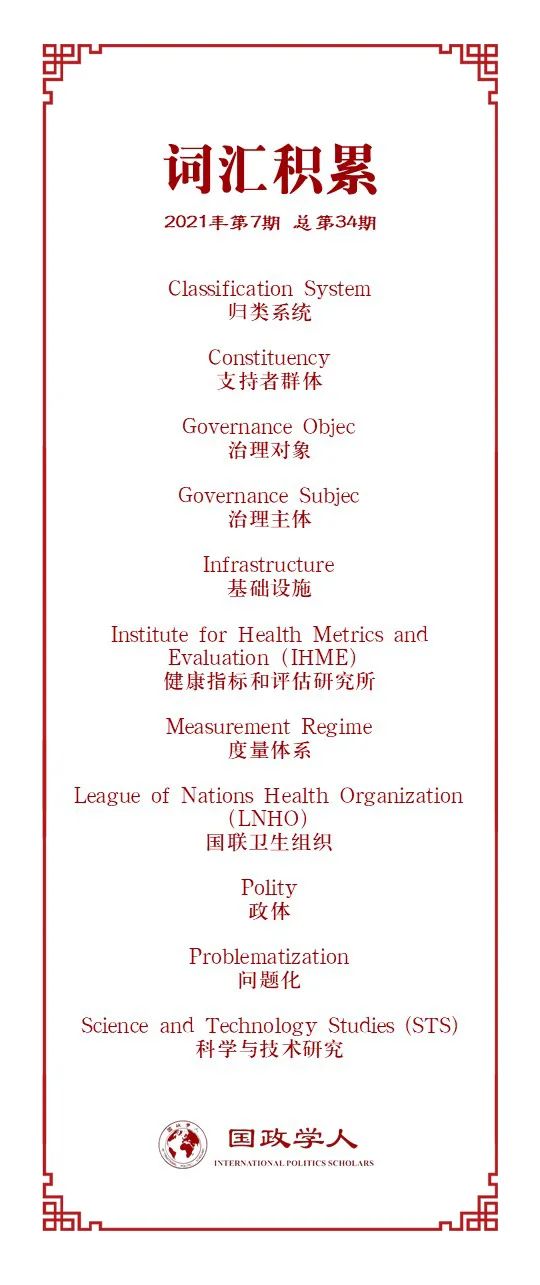 词汇积累
2021年第7期 总第34期
Classification System
归类系统
Constituency
支持者群体
Governance Objec
治理对象
Governance Subjec
治理主体
Infrastructure
基础设施
Institute for Health Metrics and
Evaluation（IHME）
健康指标和评估研究所
Measurement Regime
度量体系
League of Nations Health Organization
（LNHO）
国联卫生组织
Polity
政体
Problematization
问题化
Science and Technology Studies (STS)
科学与技术研究
国政学人
INTERNATIONAL POLITICS SCHOLARS